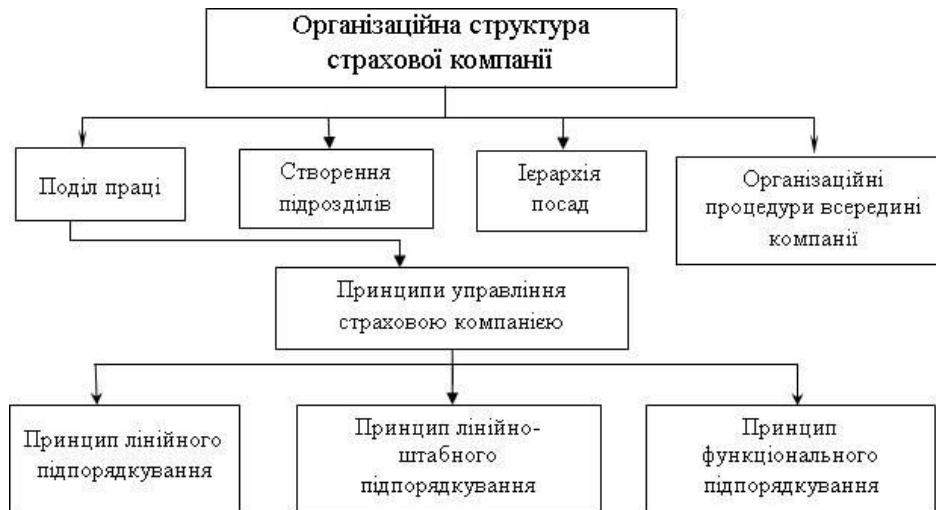 Організаційна структура
страхової компанії
Поділ праці
Створення
підрозділів
Ієрархія
посад
Організаційні
процедури всередині
компанії
Принципи управління
страховою компанією
Принцип лінійного
підпорядкування
Принцип лінійно-
штабного
підпорядкування
Принцип
функціонального
підпорядкування